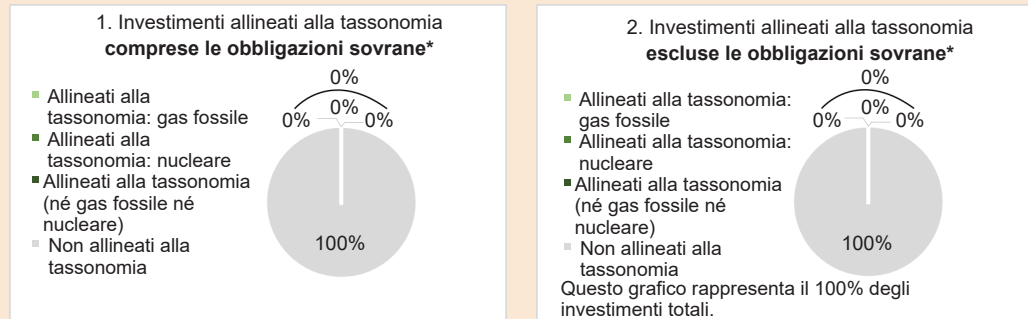 1. Investimenti allineati alla tassonomia
comprese le obbligazioni sovrane*
Allineati alla
tassonomia: gas fossile
Allineati alla
tassonomia: nucleare
Allineati alla tassonomia
(né gas fossile né
nucleare)
Non allineati alla
tassonomia
0%
0%
0%
0%
100%
2. Investimenti allineati alla tassonomia
escluse le obbligazioni sovrane*
Allineati alla tassonomia:
gas fossile
Allineati alla tassonomia:
nucleare
Allineati alla tassonomia
(né gas fossile né
nucleare)
Non allineati alla
tassonomia
0%
0%
0%
0%
100%
Questo grafico rappresenta il 100% degli
investimenti totali.